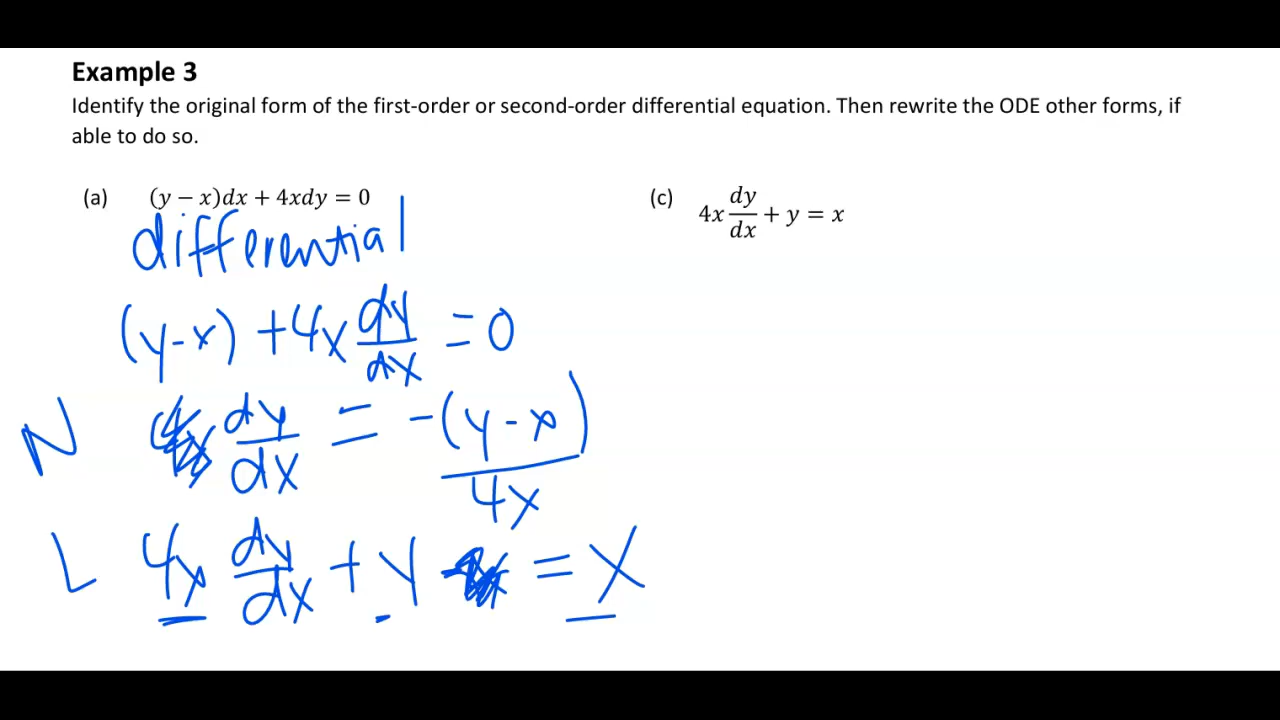 Example 3
Identify the original form of the first-order or second-order differential equation. Then rewrite the ODE other forms, if
able to do so.
(a) (y − x)dx + 4xdy = 0
differential
(y-x) + 4x dy/dx = 0
N dy/dx = -(y-x)/4x
L 4x dy/dx + y = x
(c) 4x dy/dx + y = x